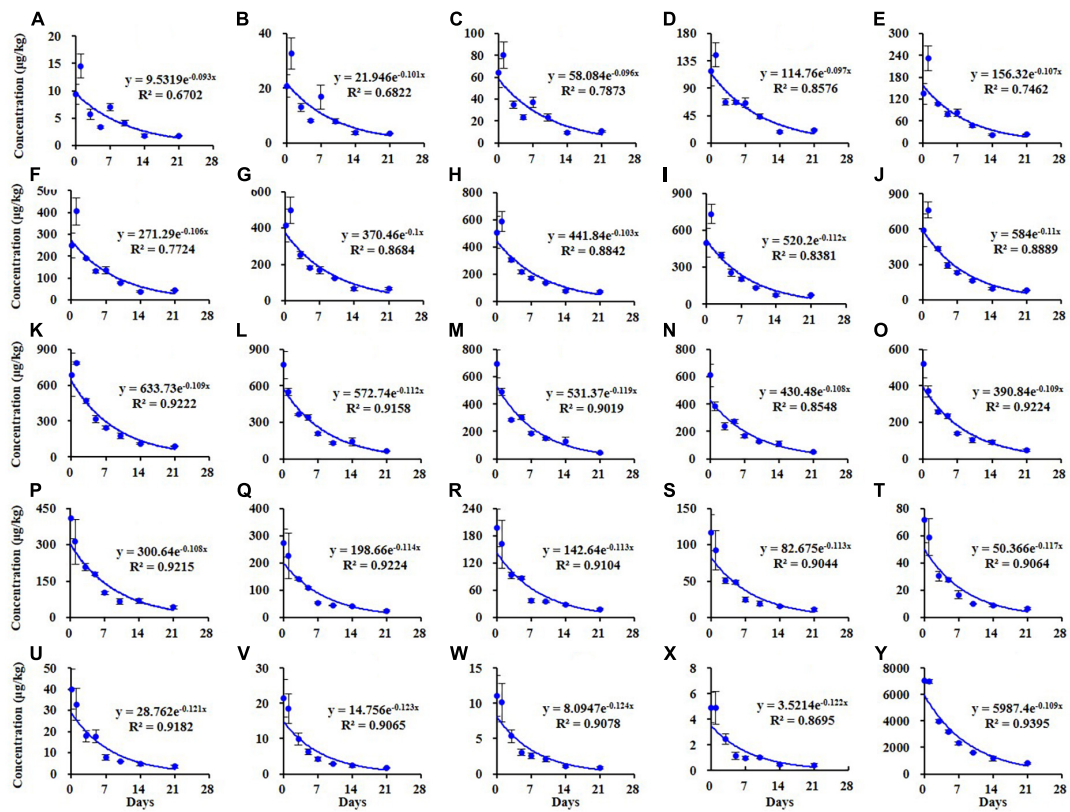 A
Concentration (µg/kg)
20
15
10
5
0
y = 9.5319e^-0.093x
R² = 0.6702
0 7 14 21 28
B
40
20
0
y = 21.946e^-0.101x
R² = 0.6822
0 7 14 21 28
C
100
80
60
40
20
0
y = 58.084e^-0.096x
R² = 0.7873
0 7 14 21 28
D
180
135
90
45
0
y = 114.76e^-0.097x
R² = 0.8576
0 7 14 21 28
E
300
240
180
120
60
0
y = 156.32e^-0.107x
R² = 0.7462
0 7 14 21 28
F
Concentration (µg/kg)
500
400
300
200
100
0
y = 271.29e^-0.106x
R² = 0.7724
0 7 14 21 28
G
600
400
200
0
y = 370.46e^-0.1x
R² = 0.8684
0 7 14 21 28
H
800
600
400
200
0
y = 441.84e^-0.103x
R² = 0.8842
0 7 14 21 28
I
900
600
300
0
y = 520.2e^-0.112x
R² = 0.8381
0 7 14 21 28
J
900
600
300
0
y = 584e^-0.11x
R² = 0.8889
0 7 14 21 28
K
Concentration (µg/kg)
900
600
300
0
y = 633.73e^-0.109x
R² = 0.9222
0 7 14 21 28
L
900
600
300
0
y = 572.74e^-0.112x
R² = 0.9158
0 7 14 21 28
M
800
600
400
200
0
y = 531.37e^-0.119x
R² = 0.9019
0 7 14 21 28
N
800
600
400
200
0
y = 430.48e^-0.108x
R² = 0.8548
0 7 14 21 28
O
600
400
200
0
y = 390.84e^-0.109x
R² = 0.9224
0 7 14 21 28
P
Concentration (µg/kg)
450
300
150
0
y = 300.64e^-0.108x
R² = 0.9215
0 7 14 21 28
Q
400
300
200
100
0
y = 198.66e^-0.114x
R² = 0.9224
0 7 14 21 28
R
240
192
144
96
48
0
y = 142.64e^-0.113x
R² = 0.9104
0 7 14 21 28
S
150
100
50
0
y = 82.675e^-0.113x
R² = 0.9044
0 7 14 21 28
T
80
60
40
20
0
y = 50.366e^-0.117x
R² = 0.9064
0 7 14 21 28
U
Concentration (µg/kg)
50
40
30
20
10
0
y = 28.762e^-0.121x
R² = 0.9182
0 7 14 21 28
Days
V
30
20
10
0
y = 14.756e^-0.123x
R² = 0.9065
0 7 14 21 28
Days
W
15
12
9
6
3
0
y = 8.0947e^-0.124x
R² = 0.9078
0 7 14 21 28
Days
X
8
6
5
3
2
0
y = 3.5214e^-0.122x
R² = 0.8695
0 7 14 21 28
Days
Y
8000
6000
4000
2000
0
y = 5987.4e^-0.109x
R² = 0.9395
0 7 14 21 28
Days